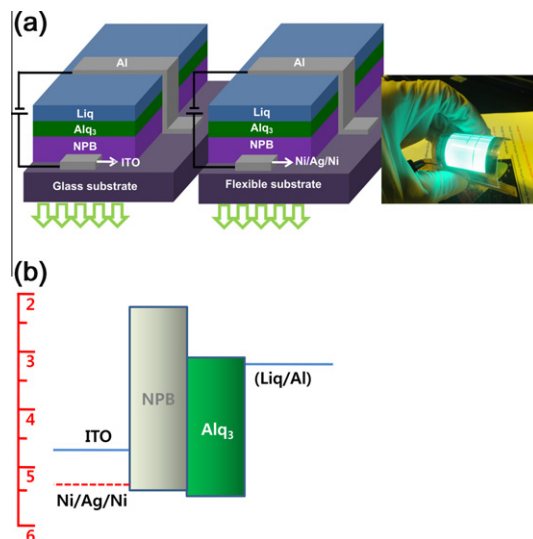 (a)
Al
Liq
Alq₃
NPB
ITO
Glass substrate
Al
Liq
Alq₃
NPB
Ni/Ag/Ni
Flexible substrate
(b)
2
3
4
5
6
NPB
Alq₃
(Liq/Al)
ITO
Ni/Ag/Ni